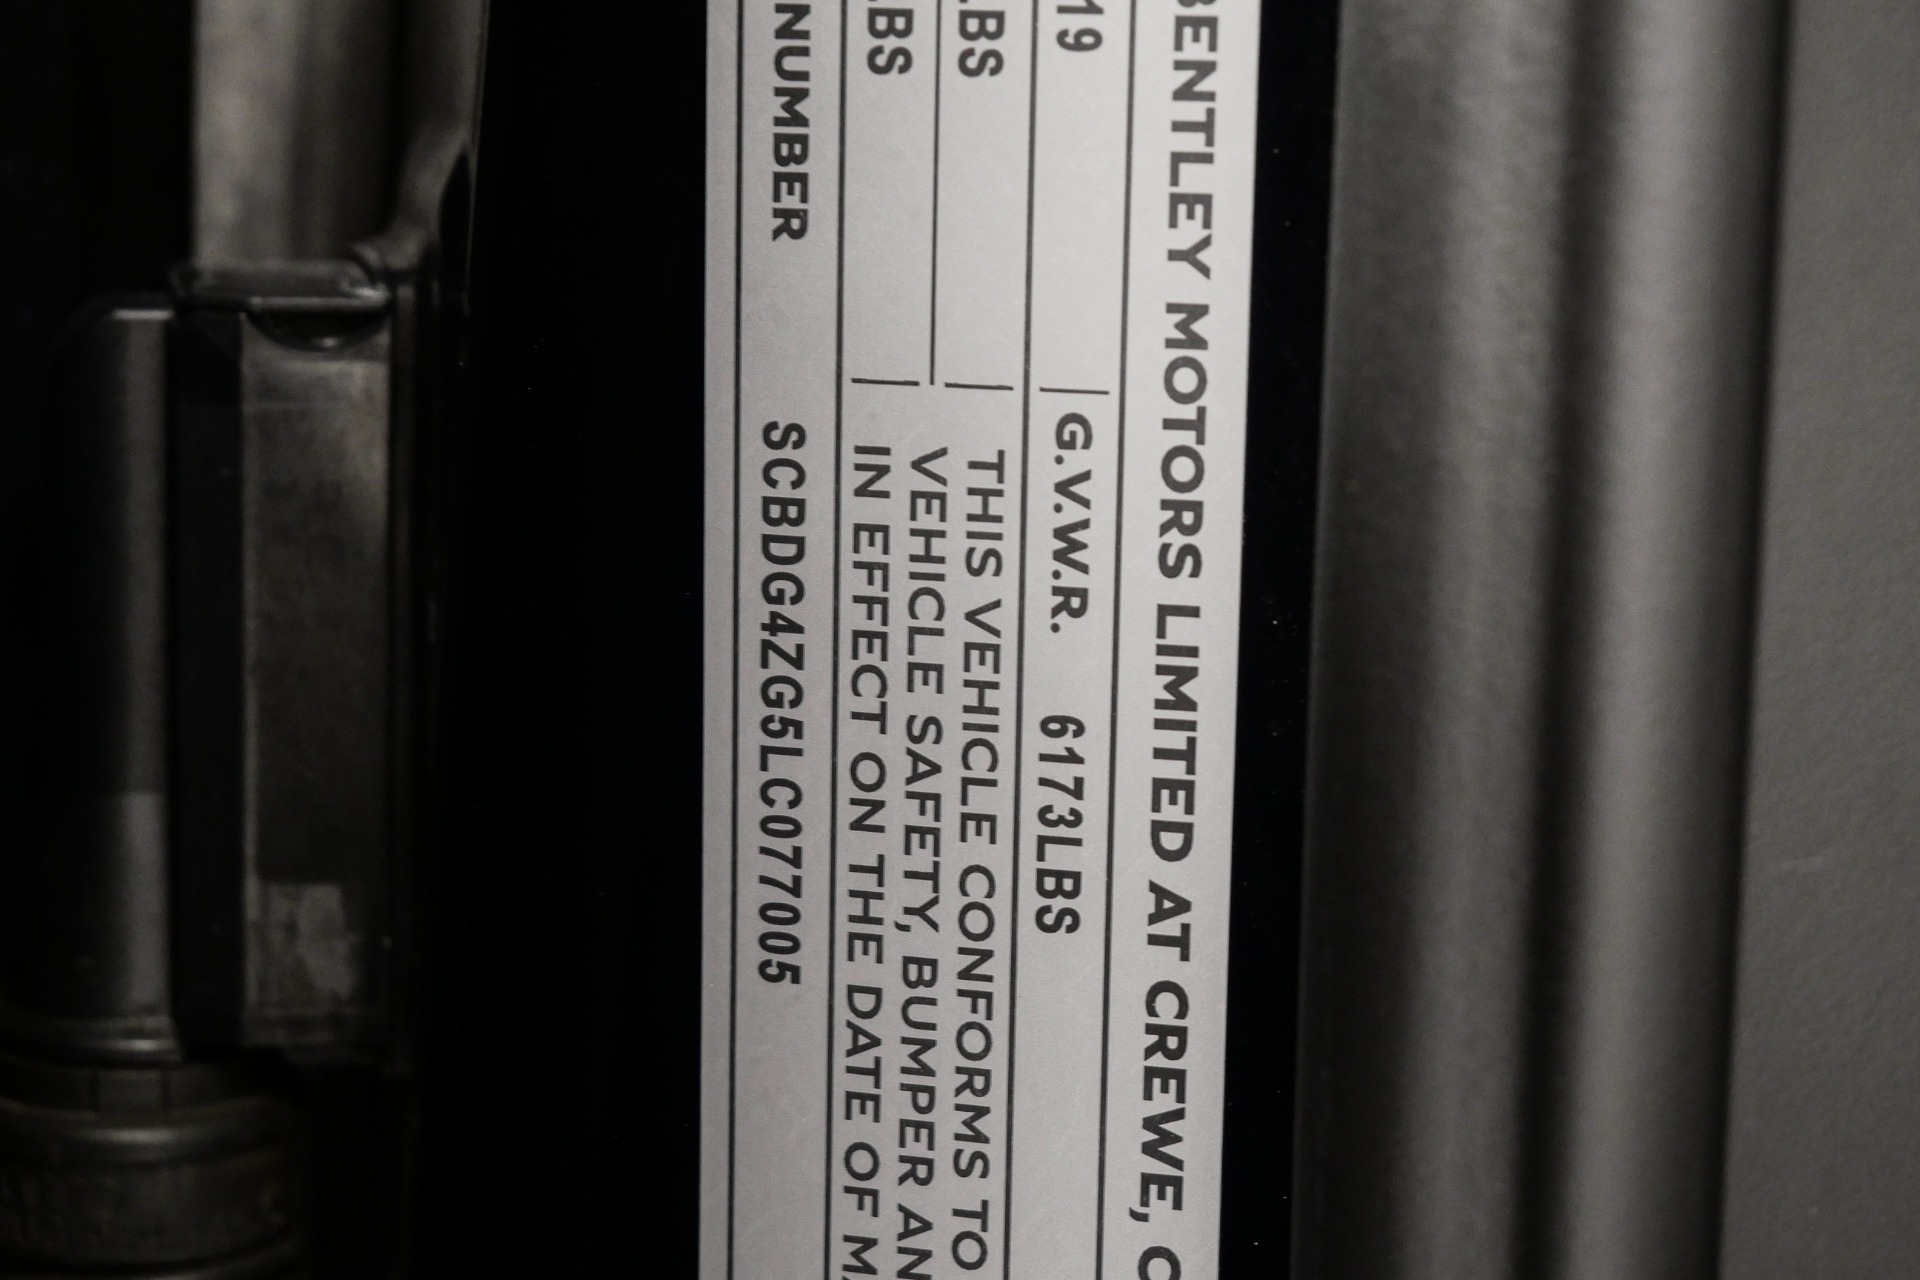 BENTLEY MOTORS LIMITED AT CREWE, C
19 G.V.W.R. 6173LBS
LBS THIS VEHICLE CONFORMS TO
VEHICLE SAFETY, BUMPER AN
LBS IN EFFECT ON THE DATE OF MA
NUMBER SCBDG4ZG5LC077005